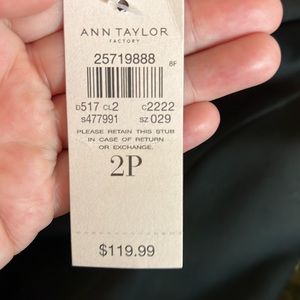 ANN TAYLOR
FACTORY
25719888
8F
D517 CL2 C2222
S477991 SZ 029
PLEASE RETAIN THIS STUB
IN CASE OF RETURN
OR EXCHANGE.
2P
$119.99